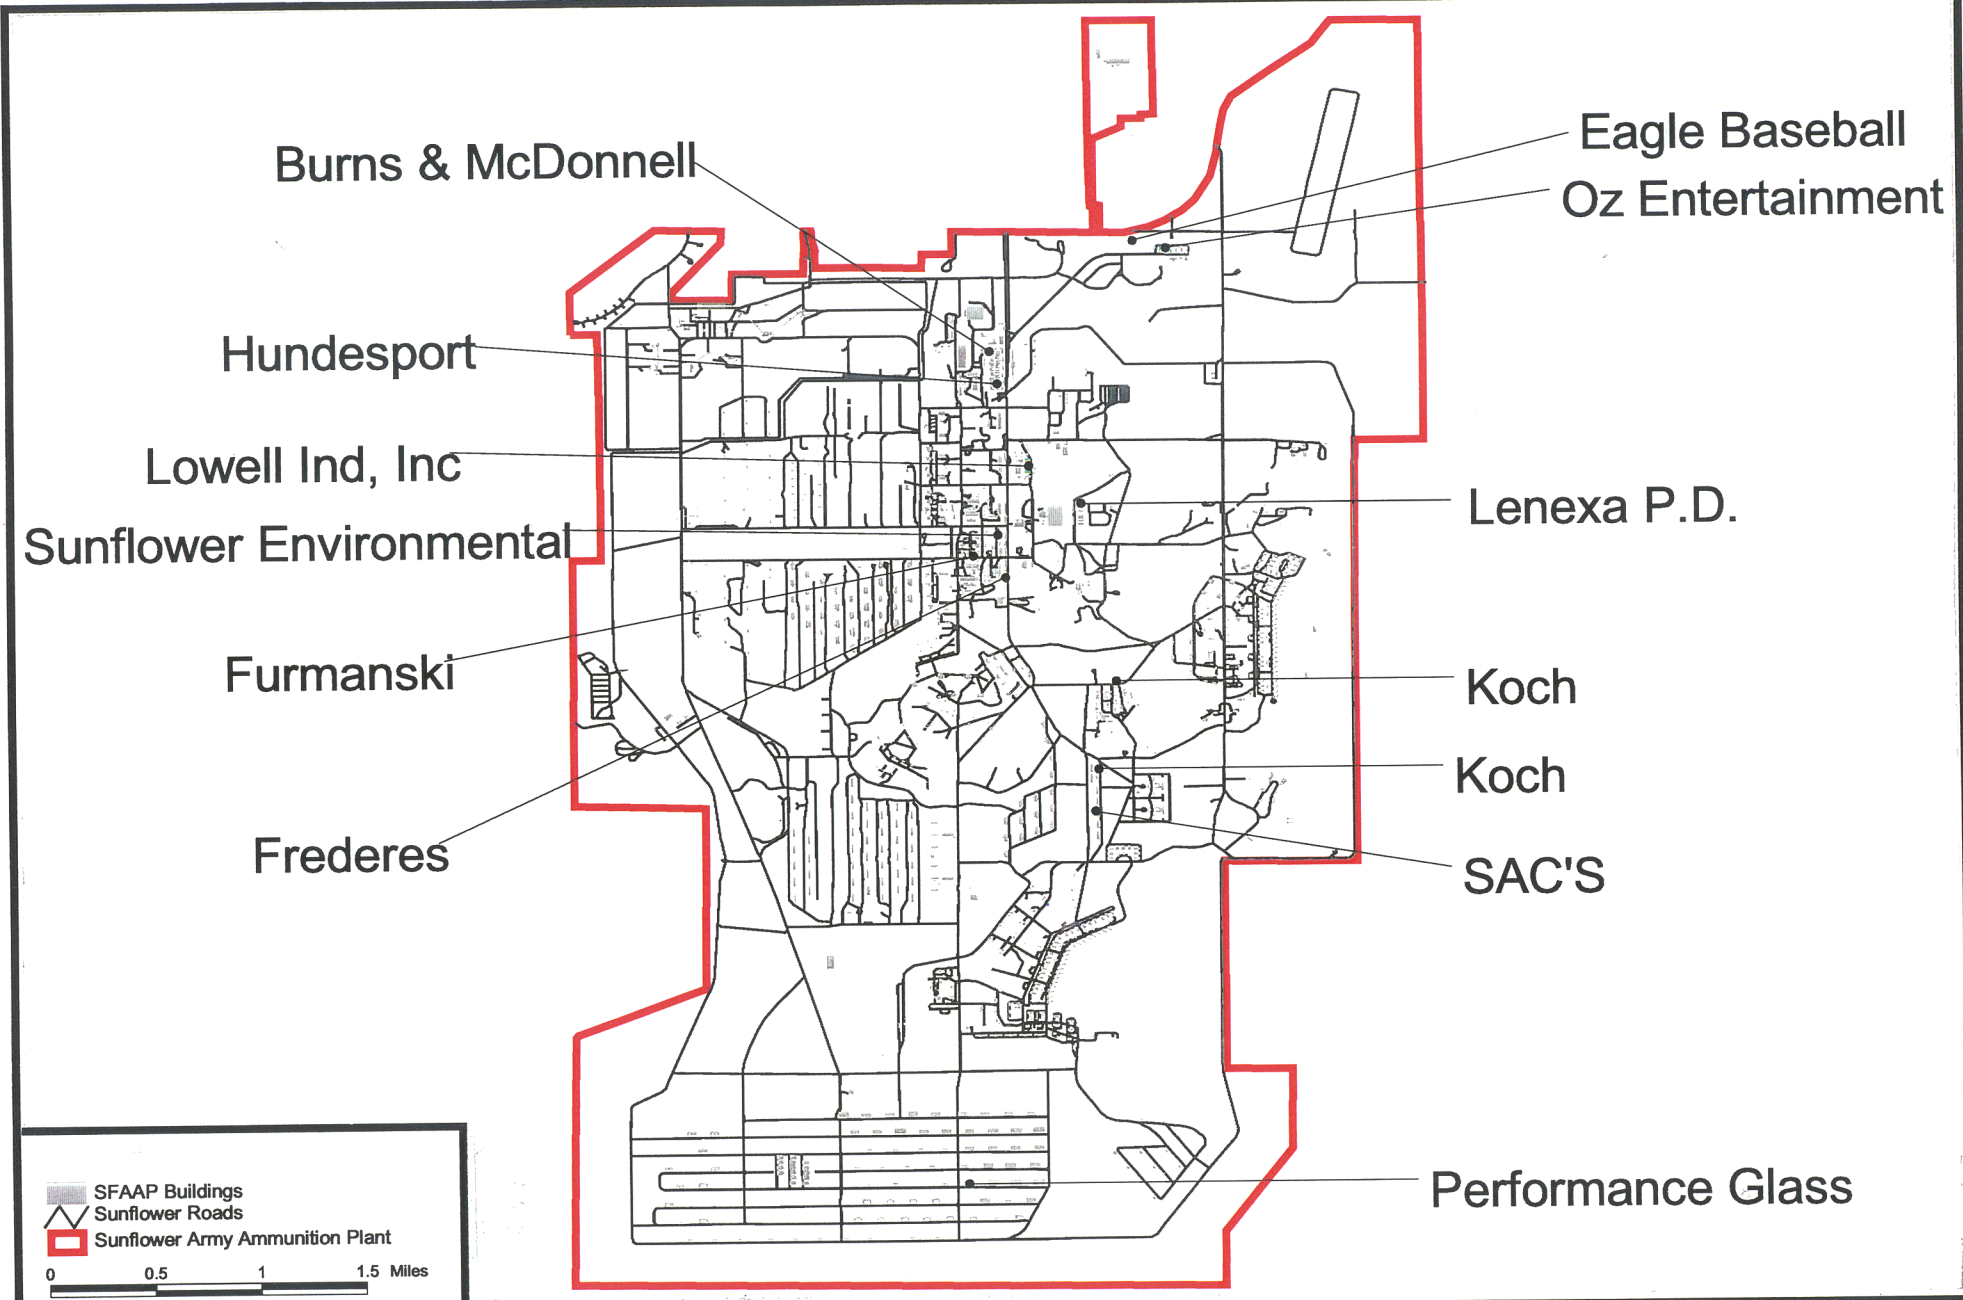 Eagle Baseball
Burns & McDonnell
Oz Entertainment
Hundesport
Lowell Ind, Inc
Lenexa P.D.
Sunflower Environmental
Furmanski
Koch
Koch
Frederes
SAC'S
Performance Glass
SFAAP Buildings
Sunflower Roads
Sunflower Army Ammunition Plant
0 0.5 1 1.5 Miles